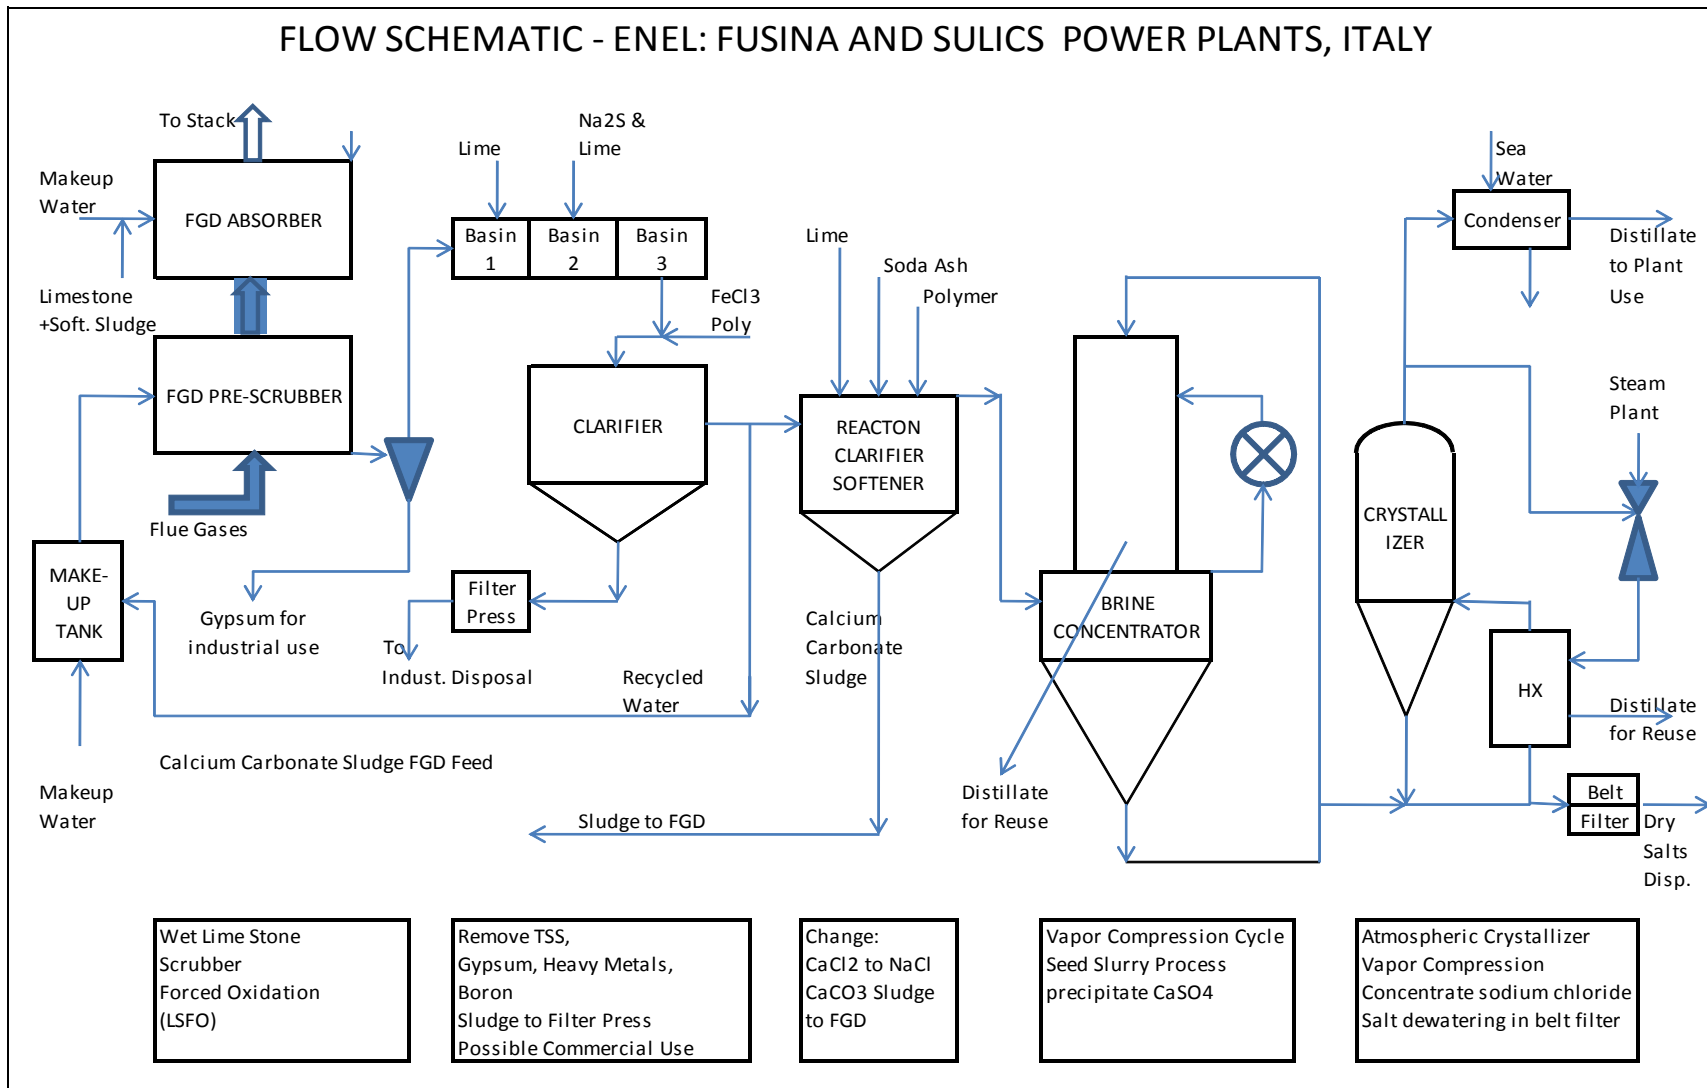 FLOW SCHEMATIC - ENEL: FUSINA AND SULICS POWER PLANTS, ITALY
To Stack
Makeup
Water
FGD ABSORBER
Limestone
+Soft. Sludge
FGD PRE-SCRUBBER
Flue Gases
MAKE-
UP
TANK
Makeup
Water
Gypsum for
industrial use
Lime
Na2S &
Lime
Basin
1
Basin
2
Basin
3
FeCl3
Poly
CLARIFIER
Filter
Press
To
Indust. Disposal
Recycled
Water
Calcium Carbonate Sludge FGD Feed
Sludge to FGD
Lime
Soda Ash
Polymer
REACTON
CLARIFIER
SOFTENER
Calcium
Carbonate
Sludge
BRINE
CONCENTRATOR
Distillate
for Reuse
Sea
Water
Condenser
Distillate
to Plant
Use
Steam
Plant
CRYSTALL
IZER
HX
Distillate
for Reuse
Belt
Filter
Dry
Salts
Disp.
Wet Lime Stone
Scrubber
Forced Oxidation
(LSFO)
Remove TSS,
Gypsum, Heavy Metals,
Boron
Sludge to Filter Press
Possible Commercial Use
Change:
CaCl2 to NaCl
CaCO3 Sludge
to FGD
Vapor Compression Cycle
Seed Slurry Process
precipitate CaSO4
Atmospheric Crystallizer
Vapor Compression
Concentrate sodium chloride
Salt dewatering in belt filter